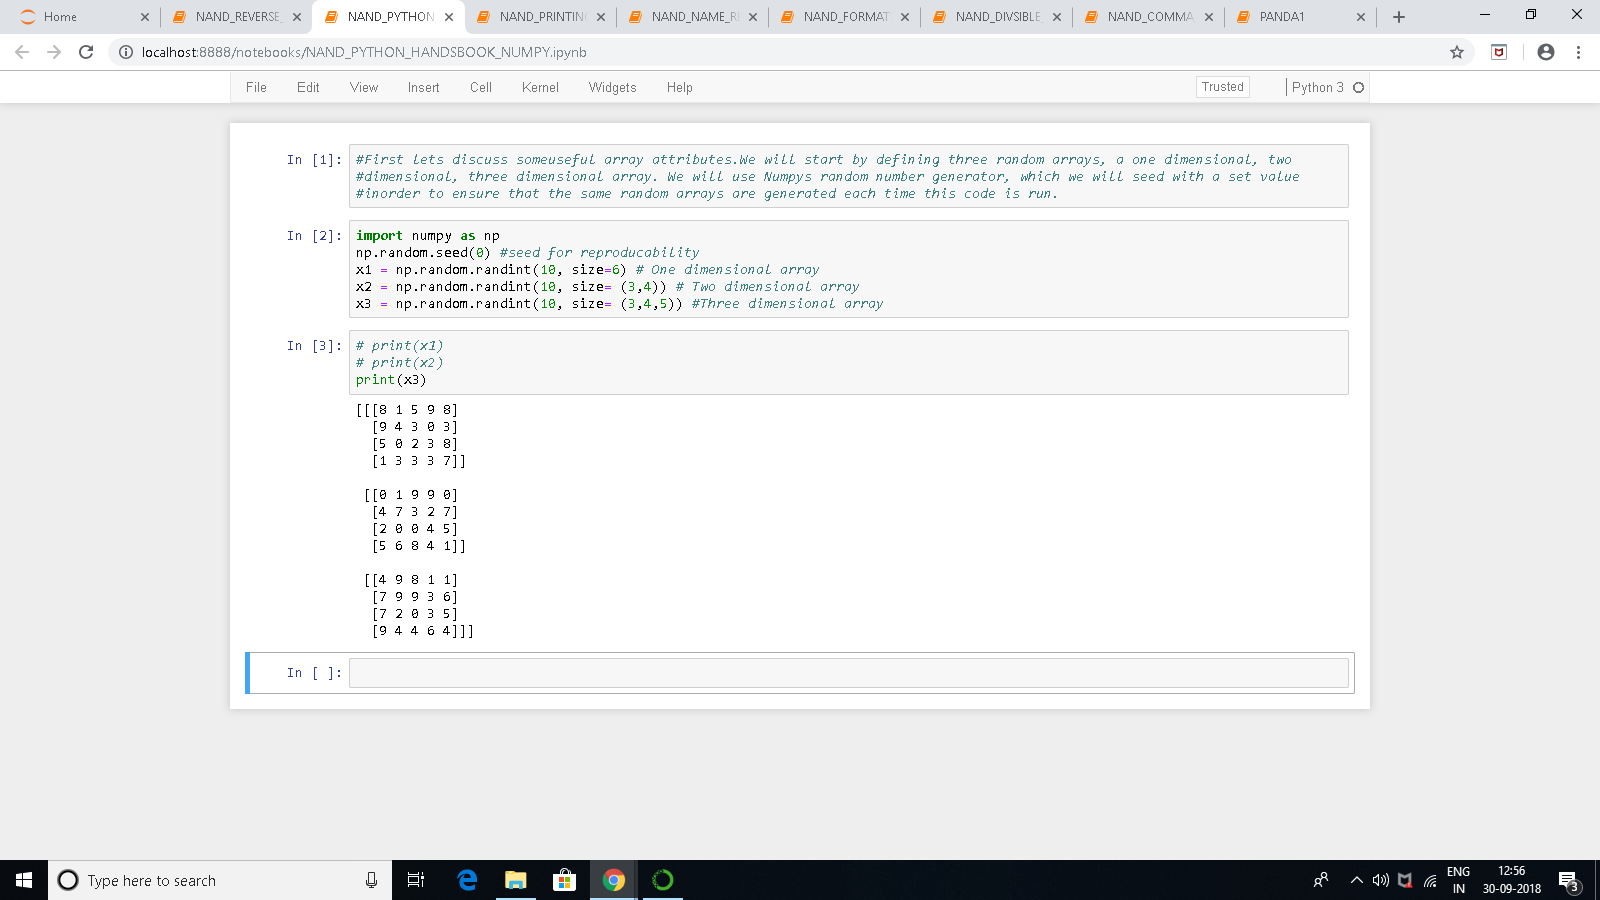 Home
NAND_REVERSE_
NAND_PYTHON
NAND_PRINTIN
NAND_NAME_R
NAND_FORMAT
NAND_DIVSIBLE_
NAND_COMMA
PANDA1
localhost:8888/notebooks/NAND_PYTHON_HANDSBOOK_NUMPY.ipynb
File Edit View Insert Cell Kernel Widgets Help Trusted Python 3
In [1]: #First lets discuss someuseful array attributes.We will start by defining three random arrays, a one dimensional, two
#dimensional, three dimensional array. We will use Numpys random number generator, which we will seed with a set value
#inorder to ensure that the same random arrays are generated each time this code is run.
In [2]: import numpy as np
np.random.seed(0) #seed for reproducability
x1 = np.random.randint(10, size=6) # One dimensional array
x2 = np.random.randint(10, size= (3,4)) # Two dimensional array
x3 = np.random.randint(10, size= (3,4,5)) #Three dimensional array
In [3]: # print(x1)
# print(x2)
print(x3)
[[[8 1 5 9 8]
[9 4 3 0 3]
[5 0 2 3 8]
[1 3 3 3 7]]
[[0 1 9 9 0]
[4 7 3 2 7]
[2 0 0 4 5]
[5 6 8 4 1]]
[[4 9 8 1 1]
[7 9 9 3 6]
[7 2 0 3 5]
[9 4 4 6 4]]]
In [ ]:
Type here to search
ENG
IN
12:56
30-09-2018
3